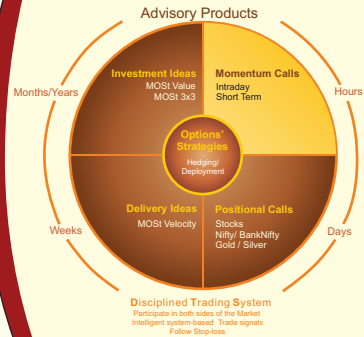 Advisory Products
Investment Ideas
MOSt Value
MOSt 3x3
Momentum Calls
Intraday
Short Term
Months/Years
Hours
Options'
Strategies
Hedging/
Deployment
Delivery Ideas
MOSt Velocity
Positional Calls
Stocks
Nifty/ BankNifty
Gold / Silver
Weeks
Days
Disciplined Trading System
Participate in both sides of the Market
Intelligent system-based Trade signals
Follow Stop-loss